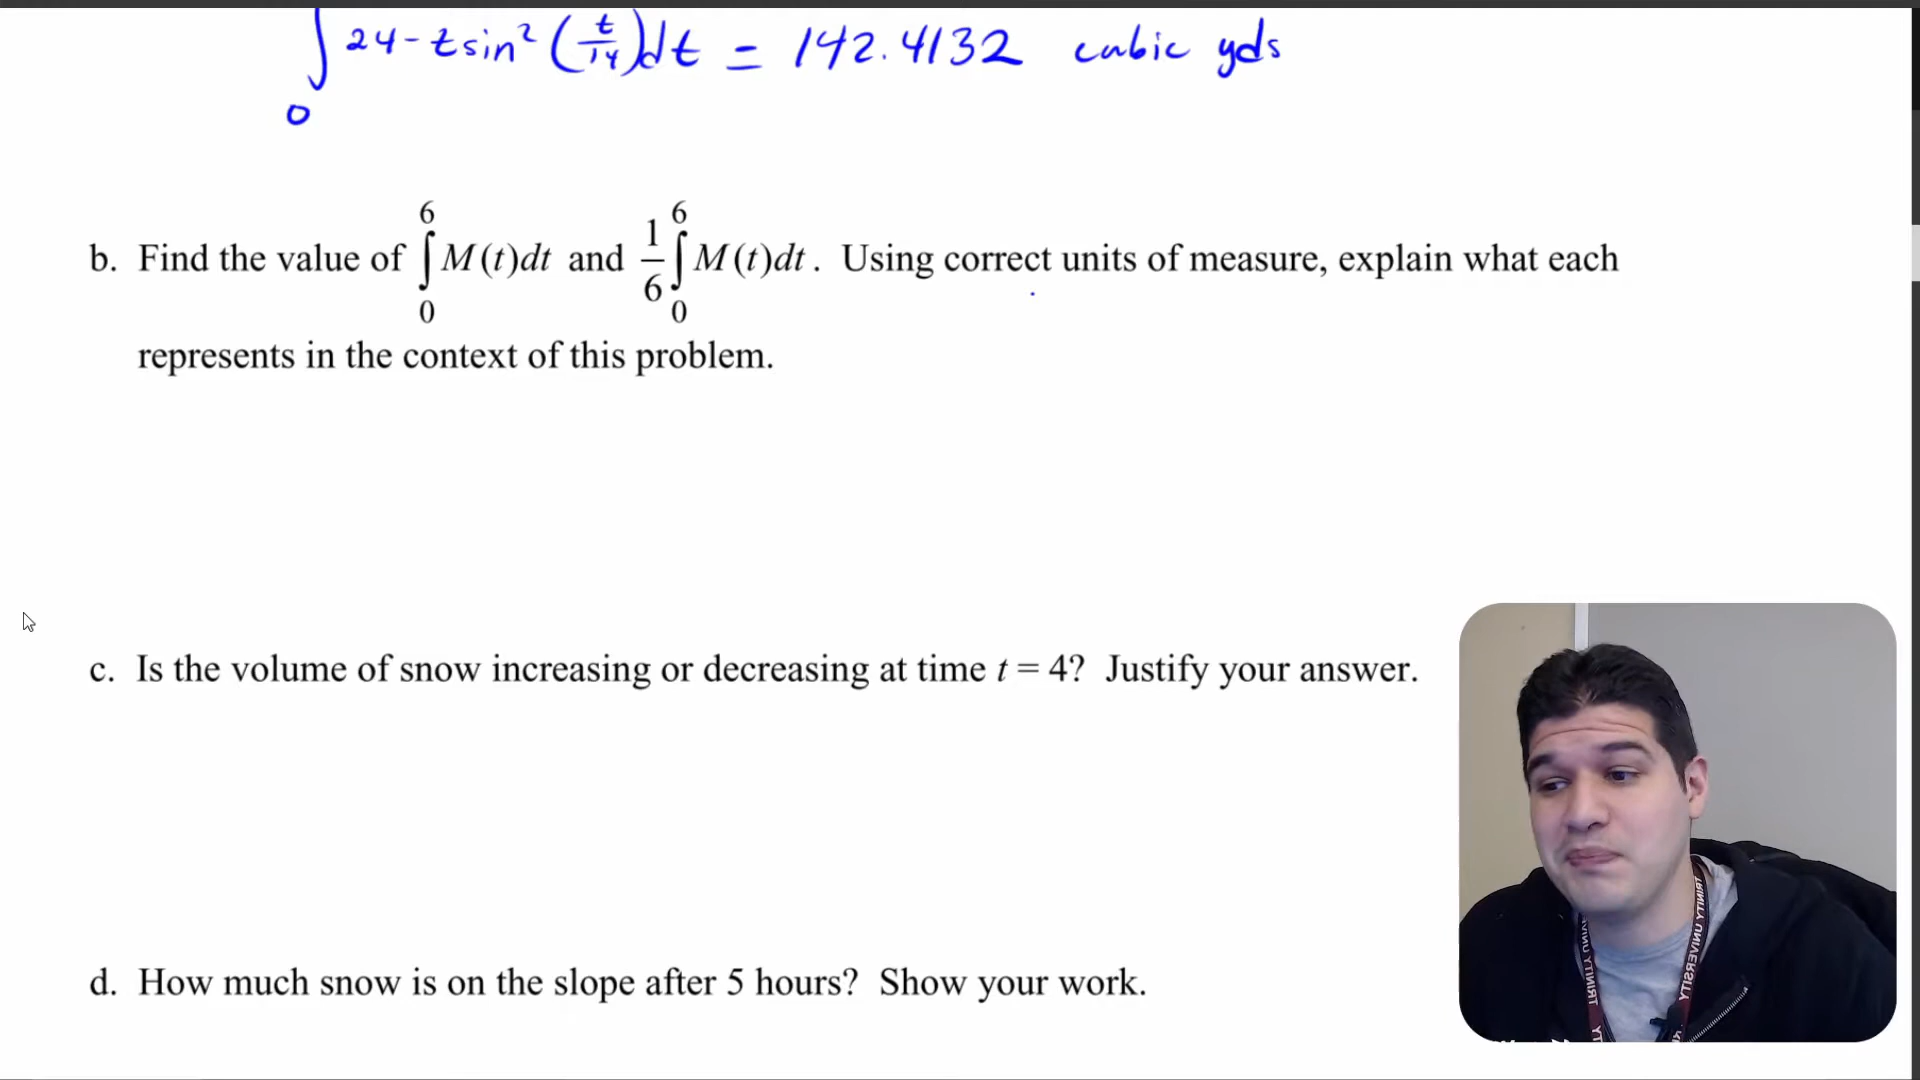 ∫ 24 - t sin² (t/14) dt = 142.4132 cubic yds
0
b. Find the value of ∫₀⁶ M(t)dt and 1/6 ∫₀⁶ M(t)dt. Using correct units of measure, explain what each
represents in the context of this problem.
c. Is the volume of snow increasing or decreasing at time t = 4? Justify your answer.
d. How much snow is on the slope after 5 hours? Show your work.
TRINITY UNIVERSITY